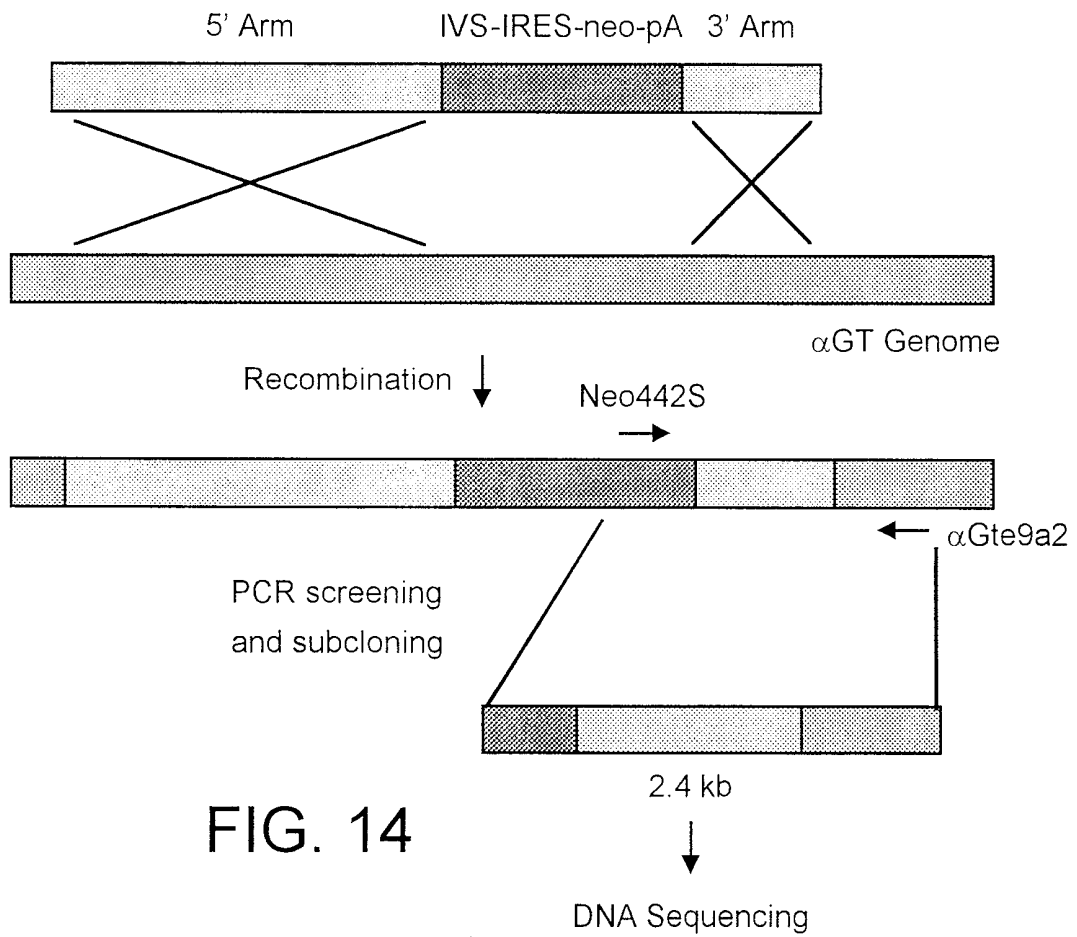 5' Arm IVS-IRES-neo-pA 3' Arm
αGT Genome
Recombination
Neo442S
αGte9a2
PCR screening
and subcloning
2.4 kb
FIG. 14
DNA Sequencing